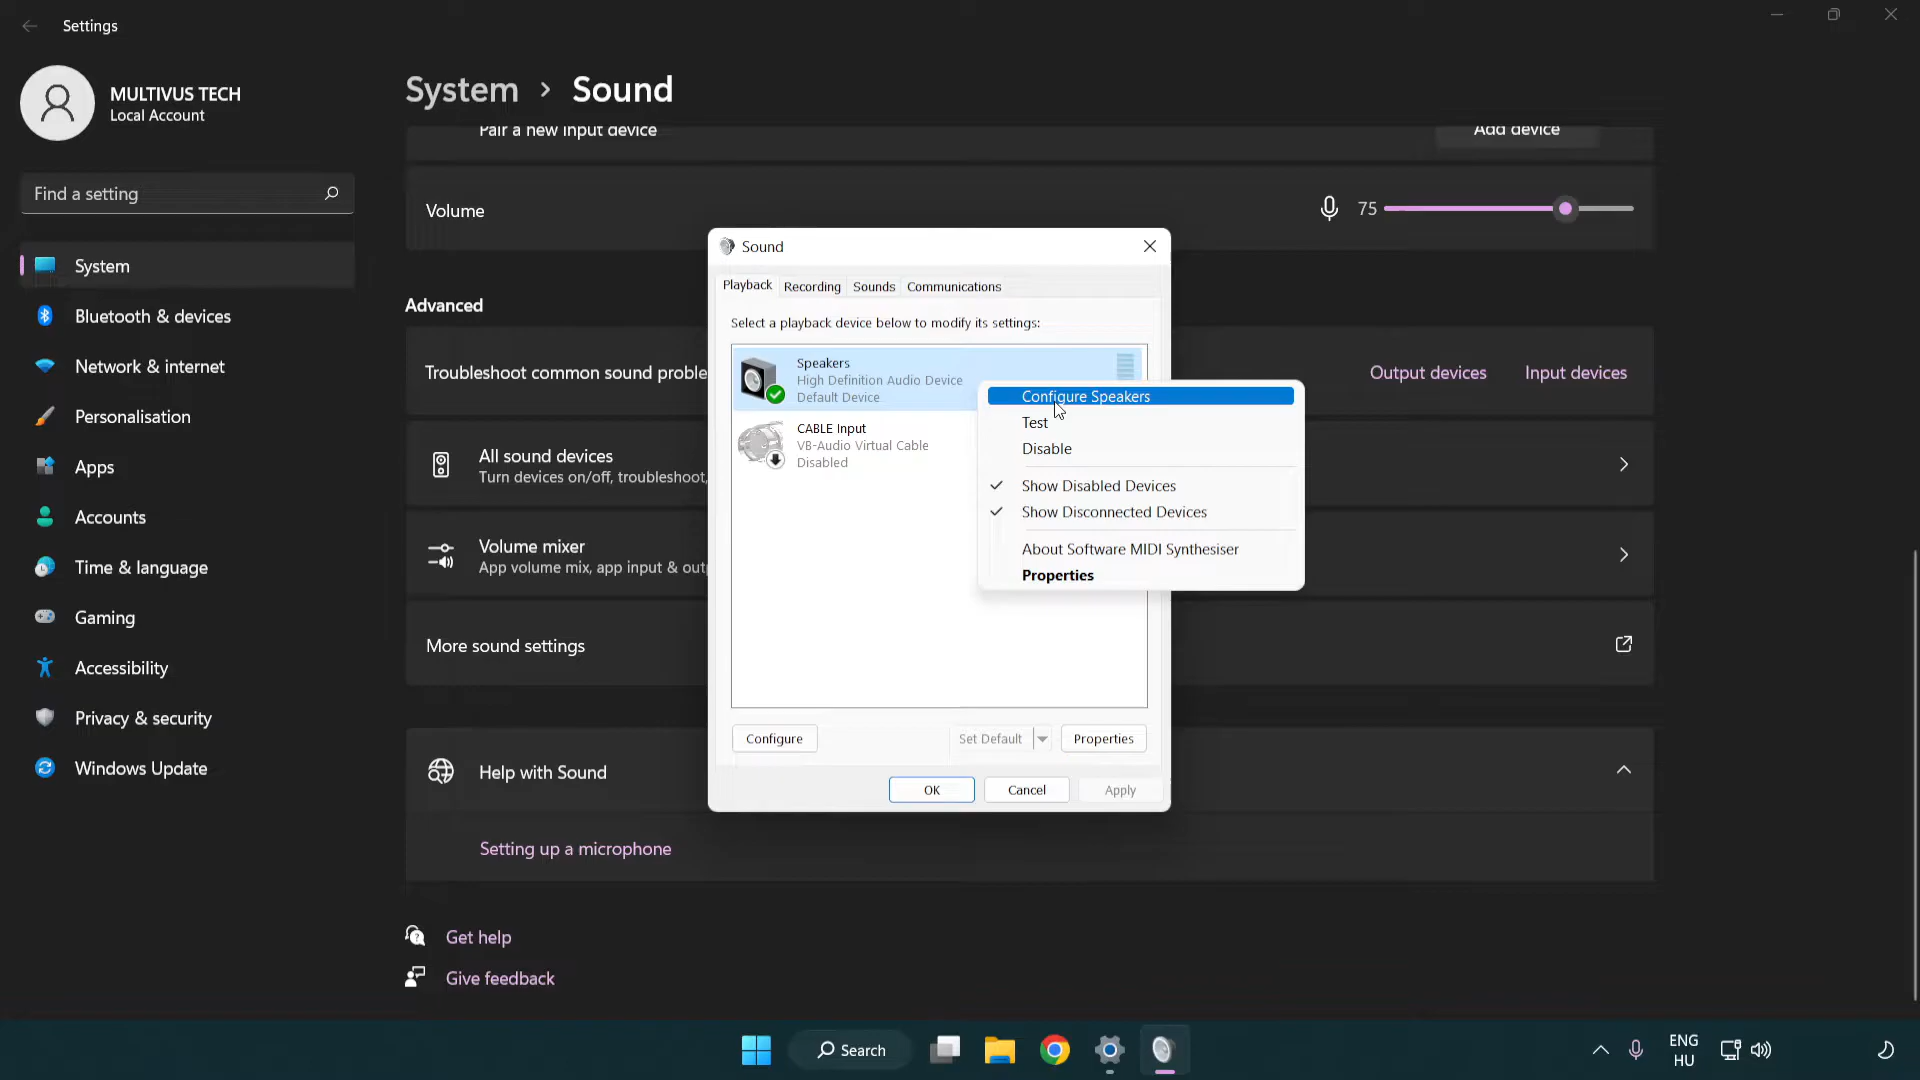 Settings
MULTIVUS TECH
Local Account
Find a setting
System
Bluetooth & devices
Network & internet
Personalisation
Apps
Accounts
Time & language
Gaming
Accessibility
Privacy & security
Windows Update
System > Sound
Pair a new input device
Add device
Volume
75
Advanced
Troubleshoot common sound proble
Output devices
Input devices
All sound devices
Turn devices on/off, troubleshoot,
Volume mixer
App volume mix, app input & outp
More sound settings
Help with Sound
Setting up a microphone
Get help
Give feedback
Sound
Playback
Recording
Sounds
Communications
Select a playback device below to modify its settings:
Speakers
High Definition Audio Device
Default Device
CABLE Input
VB-Audio Virtual Cable
Disabled
Configure Speakers
Test
Disable
Show Disabled Devices
Show Disconnected Devices
About Software MIDI Synthesiser
Properties
Configure
Set Default
Properties
OK
Cancel
Apply
Search
ENG
HU